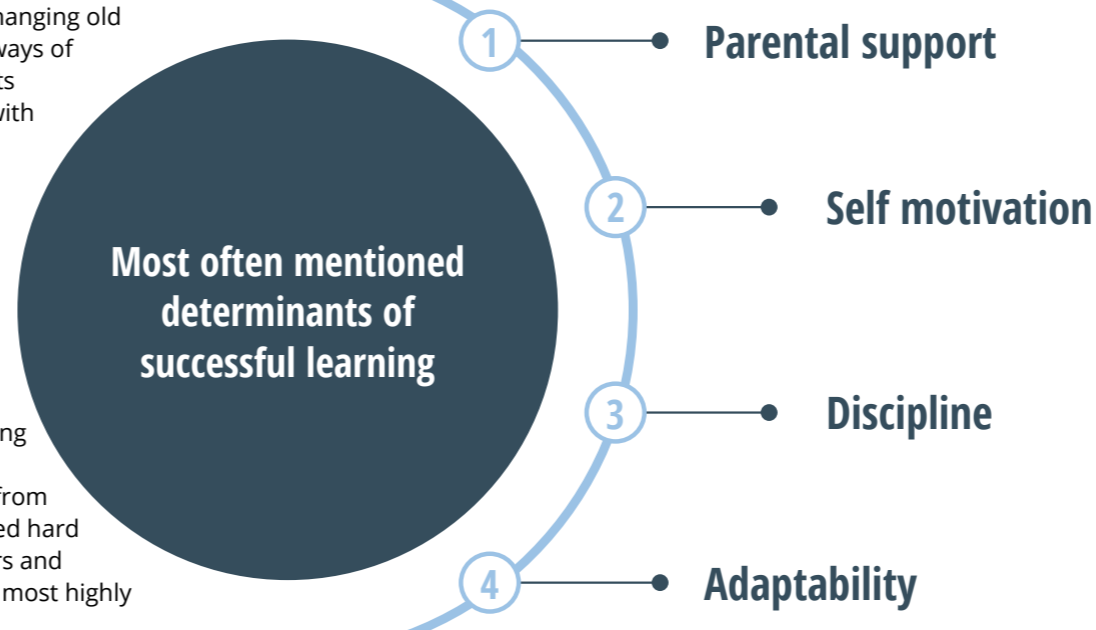 hanging old
ways of
ts
with
ng
from
ed hard
rs and
most highly
Most often mentioned
determinants of
successful learning
1 Parental support
2 Self motivation
3 Discipline
4 Adaptability